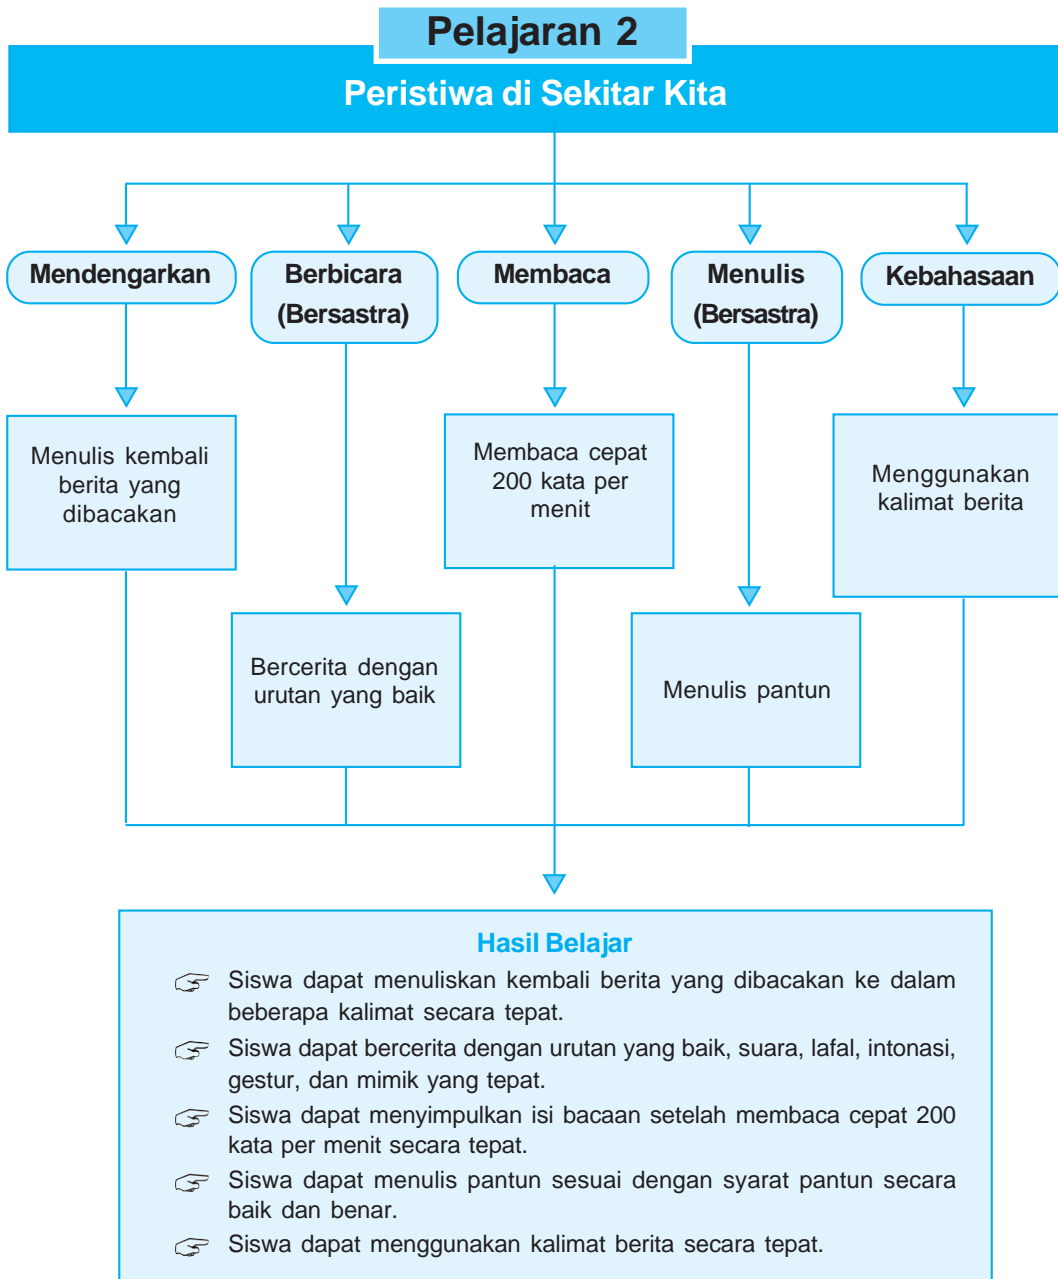 Pelajaran 2
Peristiwa di Sekitar Kita
Mendengarkan
Berbicara
(Bersastra)
Membaca
Menulis
(Bersastra)
Kebahasaan
Menulis kembali
berita yang
dibacakan
Bercerita dengan
urutan yang baik
Membaca cepat
200 kata per
menit
Menulis pantun
Menggunakan
kalimat berita
Hasil Belajar
Siswa dapat menuliskan kembali berita yang dibacakan ke dalam
beberapa kalimat secara tepat.
Siswa dapat bercerita dengan urutan yang baik, suara, lafal, intonasi,
gestur, dan mimik yang tepat.
Siswa dapat menyimpulkan isi bacaan setelah membaca cepat 200
kata per menit secara tepat.
Siswa dapat menulis pantun sesuai dengan syarat pantun secara
baik dan benar.
Siswa dapat menggunakan kalimat berita secara tepat.